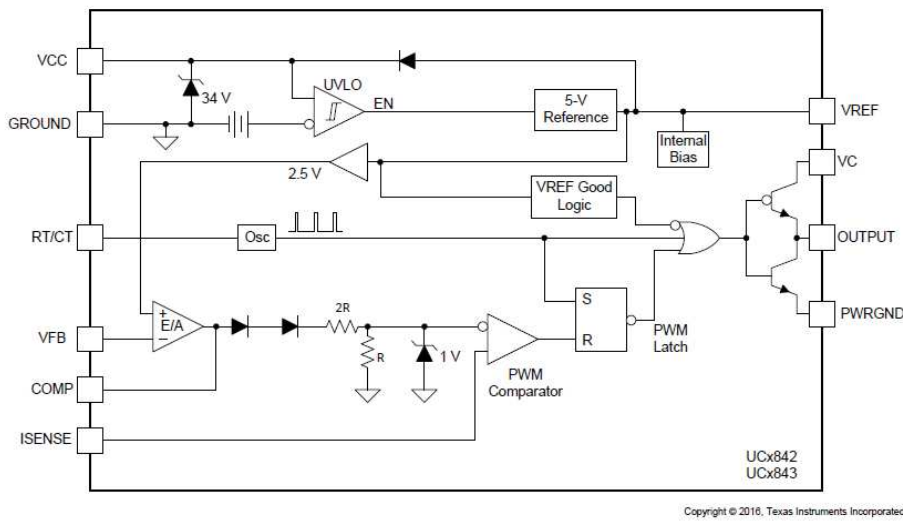 VCC
34 V
GROUND
UVLO
EN
5-V
Reference
VREF
Internal
Bias
VC
2.5 V
VREF Good
Logic
RT/CT
Osc
OUTPUT
S
R
PWM
Latch
PWRGND
+
E/A
−
2R
R
1 V
PWM
Comparator
VFB
COMP
ISENSE
UCx842
UCx843
Copyright © 2016, Texas Instruments Incorporated